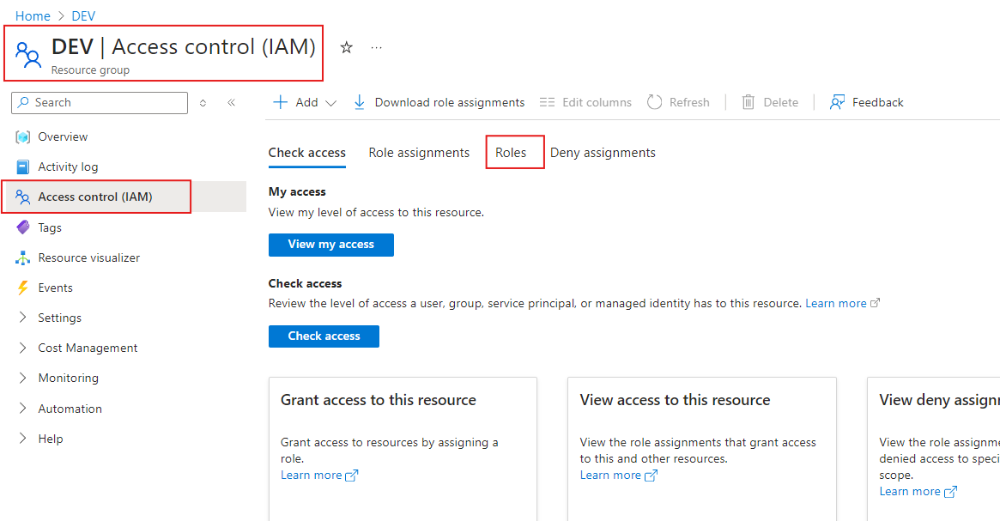 Home > DEV
DEV | Access control (IAM)
Resource group
Search
Add
Download role assignments
Edit columns
Refresh
Delete
Feedback
Overview
Activity log
Access control (IAM)
Tags
Resource visualizer
Events
Settings
Cost Management
Monitoring
Automation
Help
Check access
Role assignments
Roles
Deny assignments
My access
View my level of access to this resource.
View my access
Check access
Review the level of access a user, group, service principal, or managed identity has to this resource. Learn more
Check access
Grant access to this resource
Grant access to resources by assigning a
role.
Learn more
View access to this resource
View the role assignments that grant access
to this and other resources.
Learn more
View deny
View the role
denied access to
scope.
Learn more